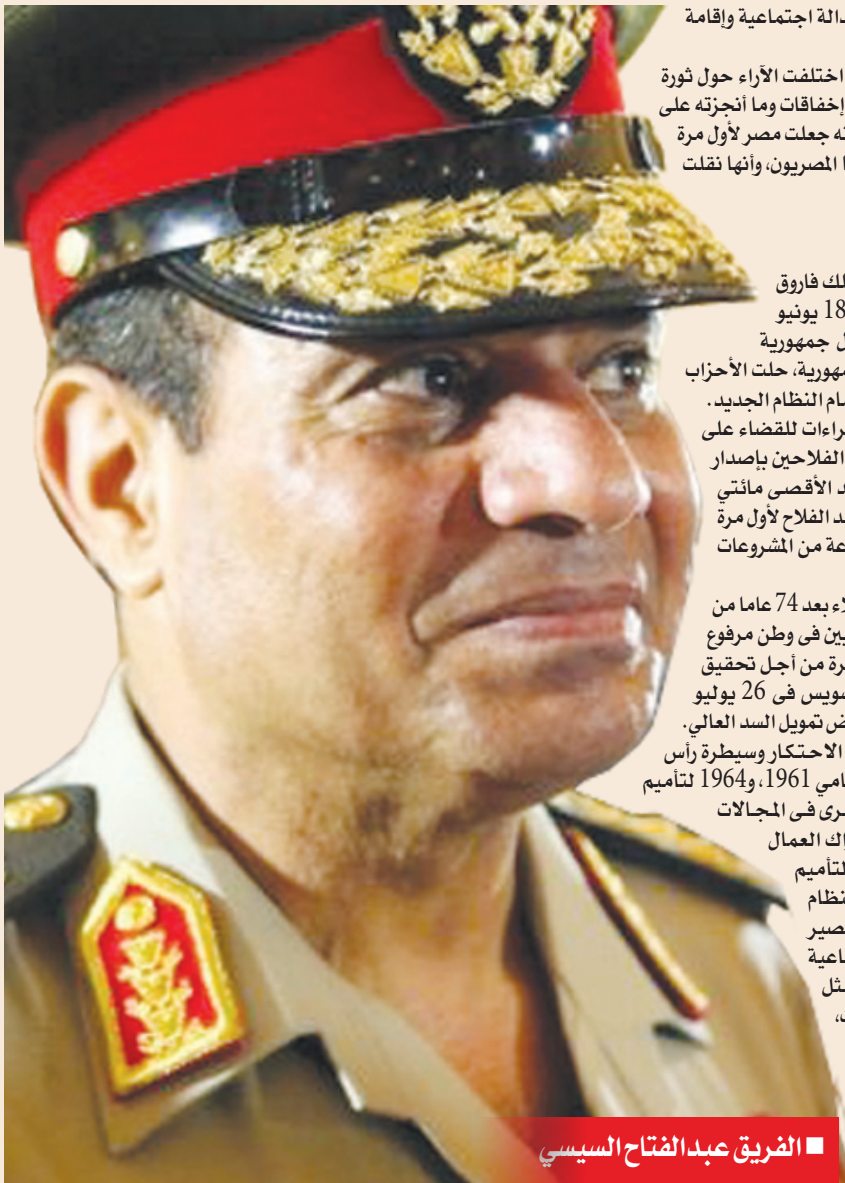 دالة اجتماعية وإقامة
اختلفت الآراء حول ثورة
إخفاقات وما أنجزته على
ته جعلت مصر لأول مرة
ا المصريون، وأنها نقلت
لك فاروق
18 يونيو
ل جمهورية
مهورية، حلت الأحزاب
ام النظام الجديد.
راءات للقضاء على
الفلاحين بإصدار
د الأقصى مائتي
د الفلاح لأول مرة
عة من المشروعات
لاء بعد 74 عاما من
يين فى وطن مرفوع
رة من أجل تحقيق
سويس فى 26 يوليو
ض تمويل السد العالي.
الاحتكار وسيطرة رأس
امي 1961، و1964 لتأميم
رى فى المجالات
اك العمال
لتأميم
نظام
صير
اعية
ثل
■ الفريق عبدالفتاح السيسي